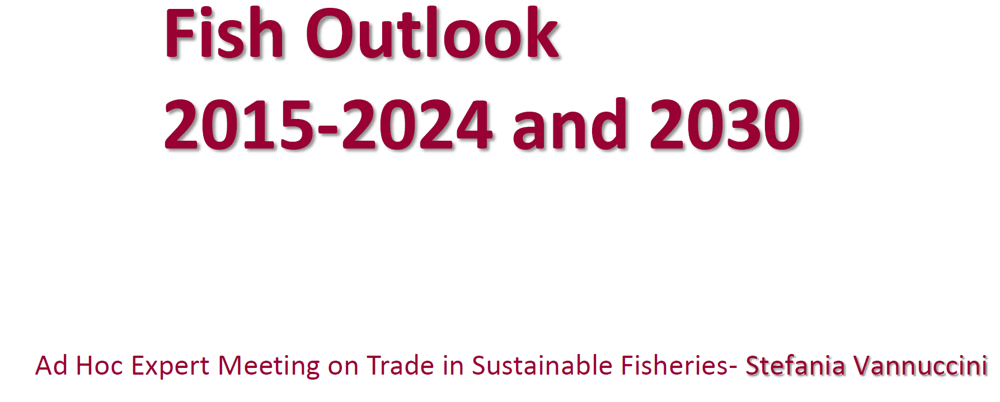 Fish Outlook
2015-2024 and 2030
Ad Hoc Expert Meeting on Trade in Sustainable Fisheries- Stefania Vannuccini